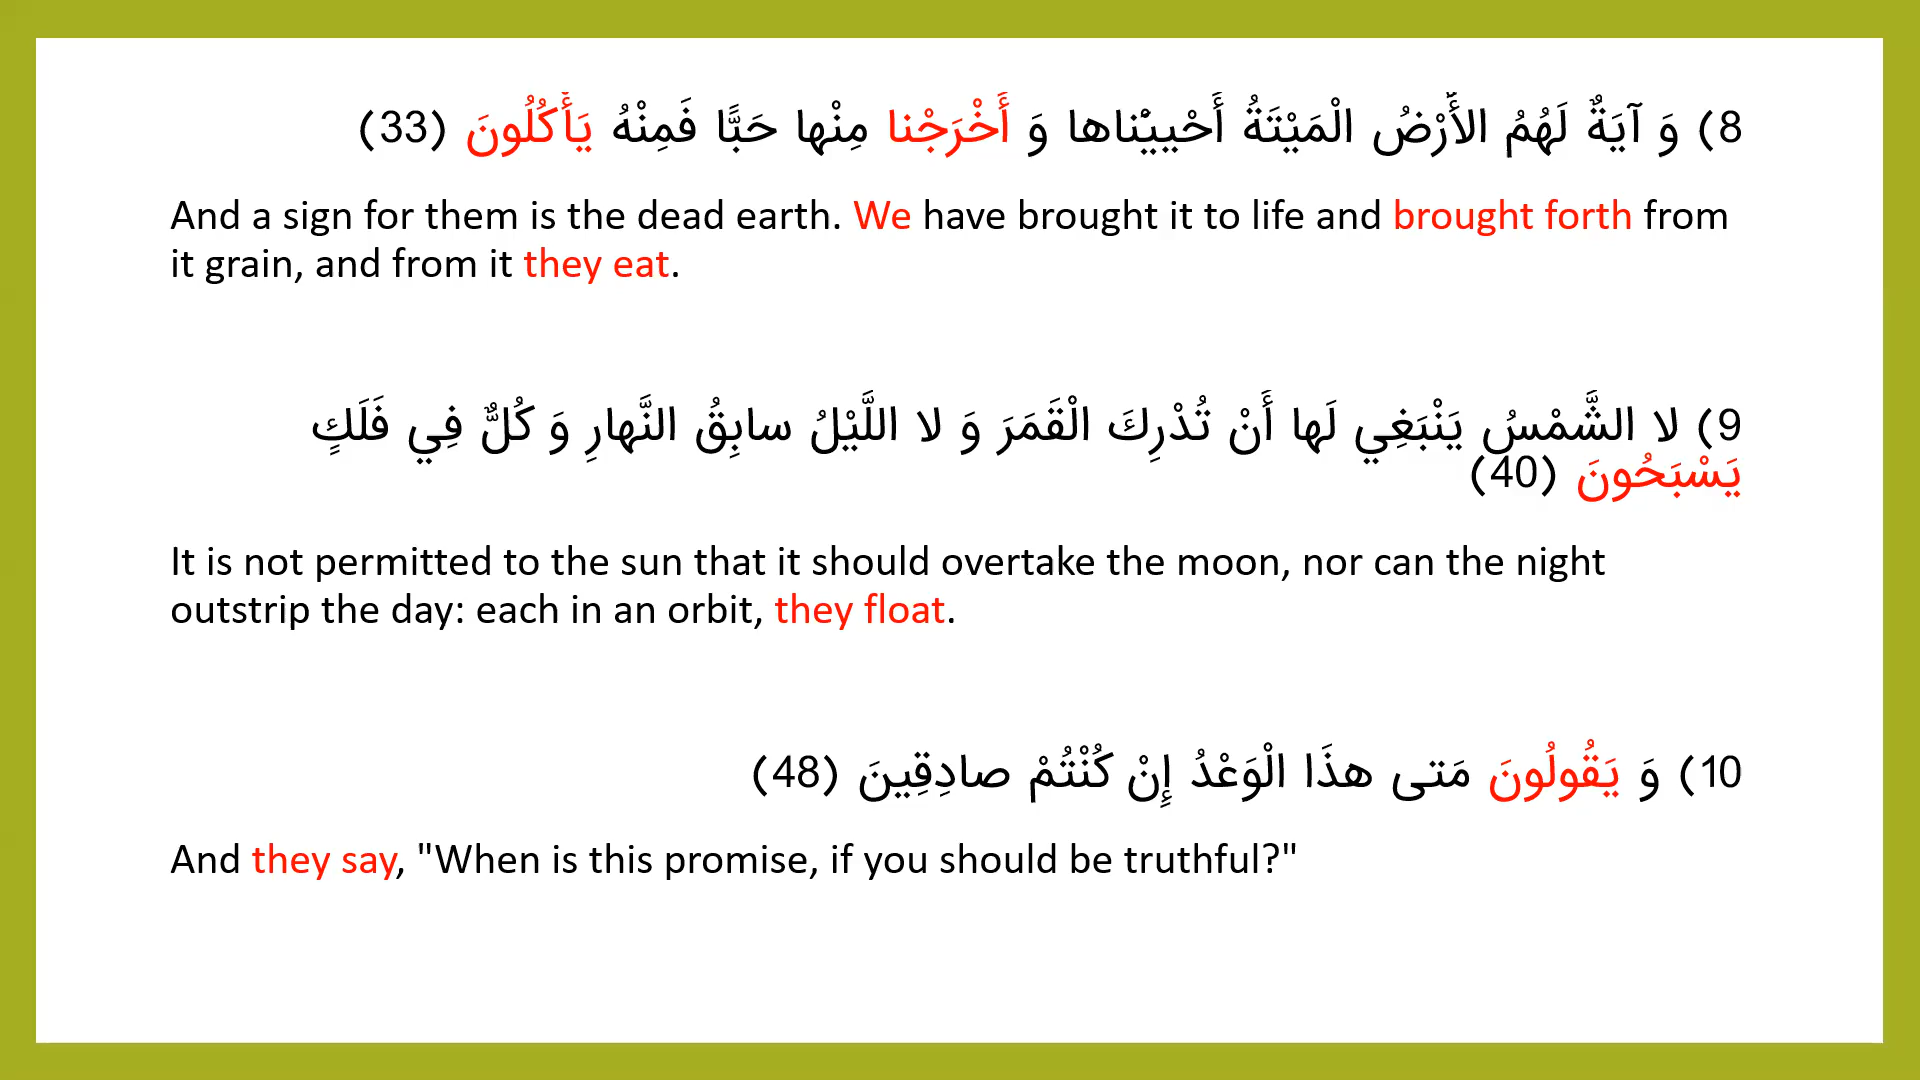 8) وَ آيَةٌ لَهُمُ الأَرْضُ الْمَيْتَةُ أَحْييْناها وَ أَخْرَجْنا مِنْها حَبًّا فَمِنْهُ يَأْكُلُونَ (33)
And a sign for them is the dead earth. We have brought it to life and brought forth from
it grain, and from it they eat.
9) لا الشَّمْسُ يَنْبَغِي لَها أَنْ تُدْرِكَ الْقَمَرَ وَ لا اللَّيْلُ سابِقُ النَّهارِ وَ كُلٌّ فِي فَلَكٍ
يَسْبَحُونَ (40)
It is not permitted to the sun that it should overtake the moon, nor can the night
outstrip the day: each in an orbit, they float.
10) وَ يَقُولُونَ مَتى هذَا الْوَعْدُ إِنْ كُنْتُمْ صادِقِينَ (48)
And they say, "When is this promise, if you should be truthful?"